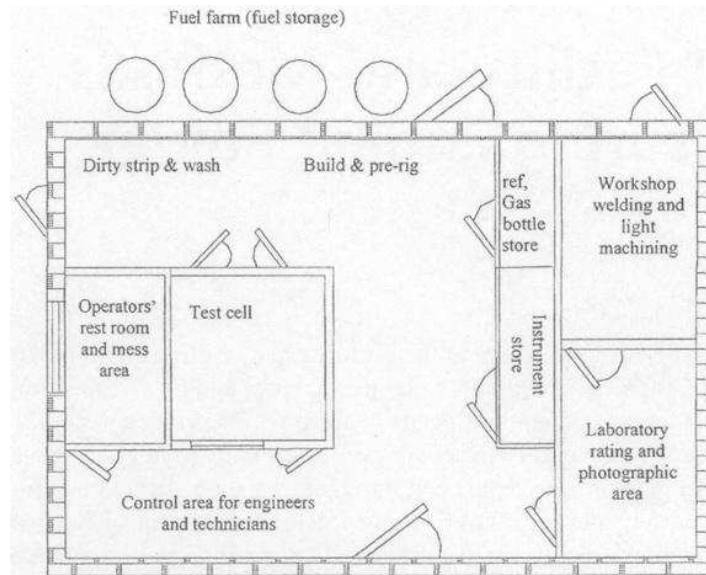 Fuel farm (fuel storage)
Dirty strip & wash
Build & pre-rig
ref,
Gas
bottle
store
Workshop
welding and
light
machining
Operators'
rest room
and mess
area
Test cell
Instrument
store
Laboratory
rating and
photographic
area
Control area for engineers
and technicians